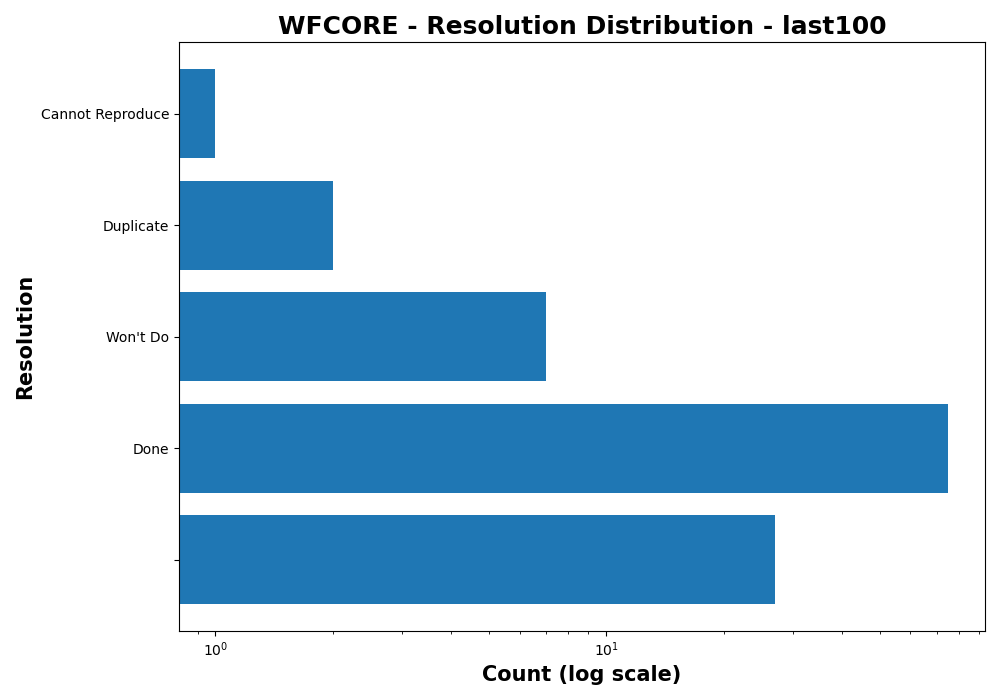 WFCORE - Resolution Distribution - last100
Cannot Reproduce
Duplicate
Won't Do
Done
Resolution
10⁰
10¹
Count (log scale)